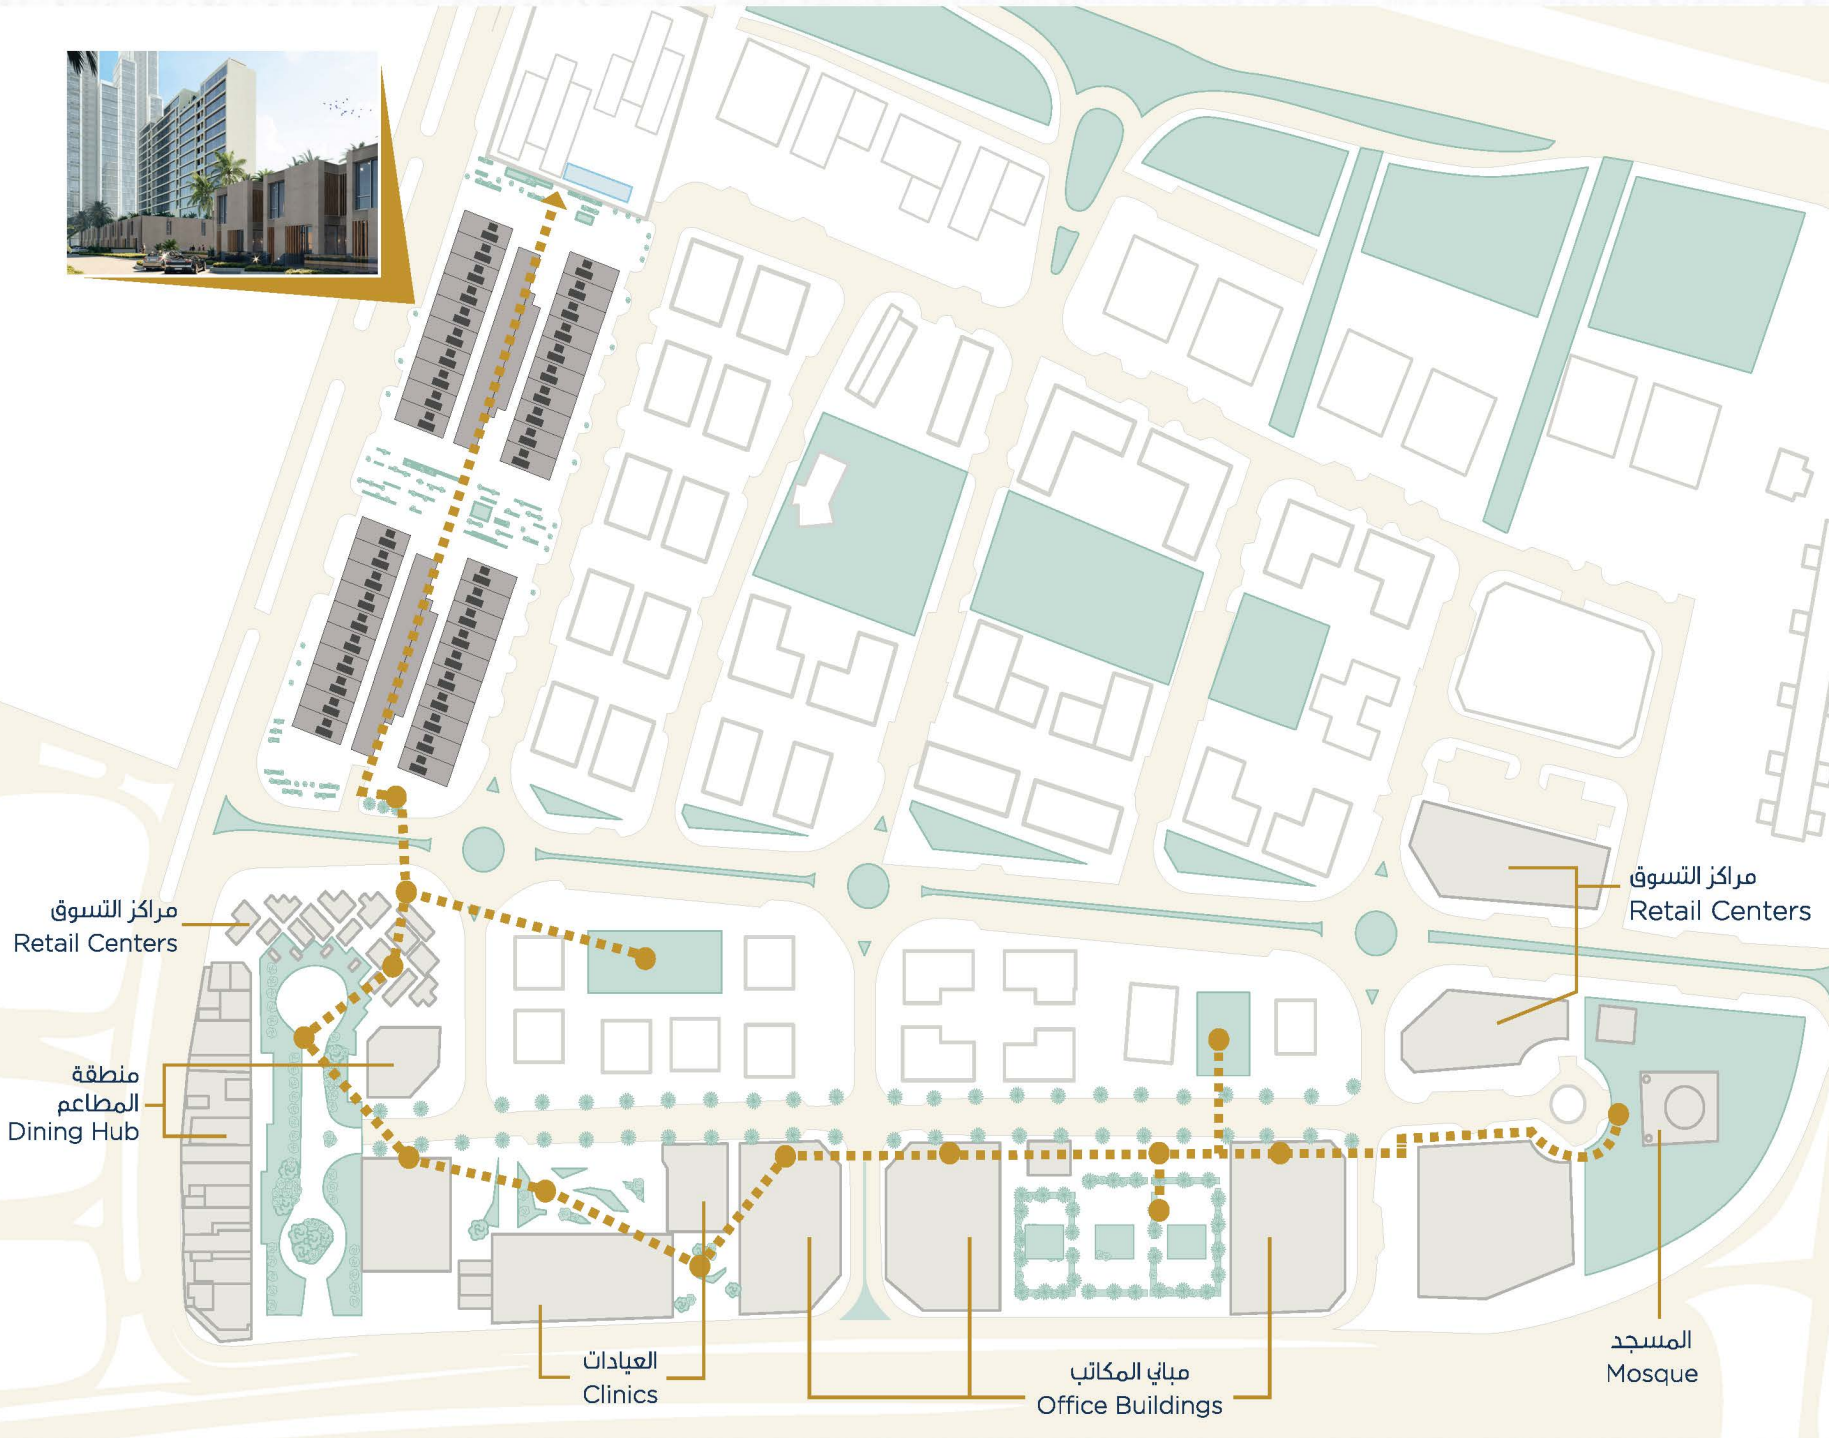 مراكز التسوق
Retail Centers
مراكز التسوق
Retail Centers
منطقة
المطاعم
Dining Hub
العيادات
Clinics
مباني المكاتب
Office Buildings
المسجد
Mosque